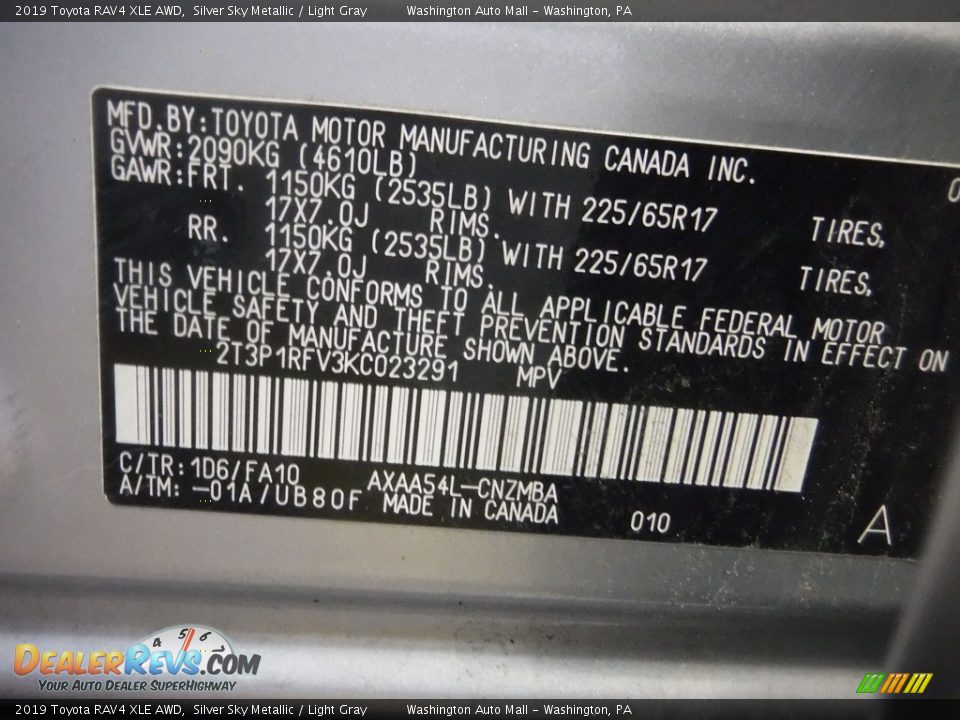 2019 Toyota RAV4 XLE AWD, Silver Sky Metallic / Light Gray Washington Auto Mall - Washington, PA
MFD.BY:TOYOTA MOTOR MANUFACTURING CANADA INC. 0
GVWR:2090KG (4610LB)
GAWR:FRT. 1150KG (2535LB) WITH 225/65R17 TIRES,
17X7.0J RIMS.
RR. 1150KG (2535LB) WITH 225/65R17 TIRES,
17X7.0J RIMS.
THIS VEHICLE CONFORMS TO ALL APPLICABLE FEDERAL MOTOR
VEHICLE SAFETY AND THEFT PREVENTION STANDARDS IN EFFECT ON
THE DATE OF MANUFACTURE SHOWN ABOVE.
2T3P1RFV3KC023291 MPV
C/TR:1D6/FA10 AXAA54L-CNZMBA
A/TM:-01A/UB80F MADE IN CANADA 010 A
4 5 6
DealerRevs.com
Your Auto Dealer SuperHighway
2019 Toyota RAV4 XLE AWD, Silver Sky Metallic / Light Gray Washington Auto Mall - Washington, PA